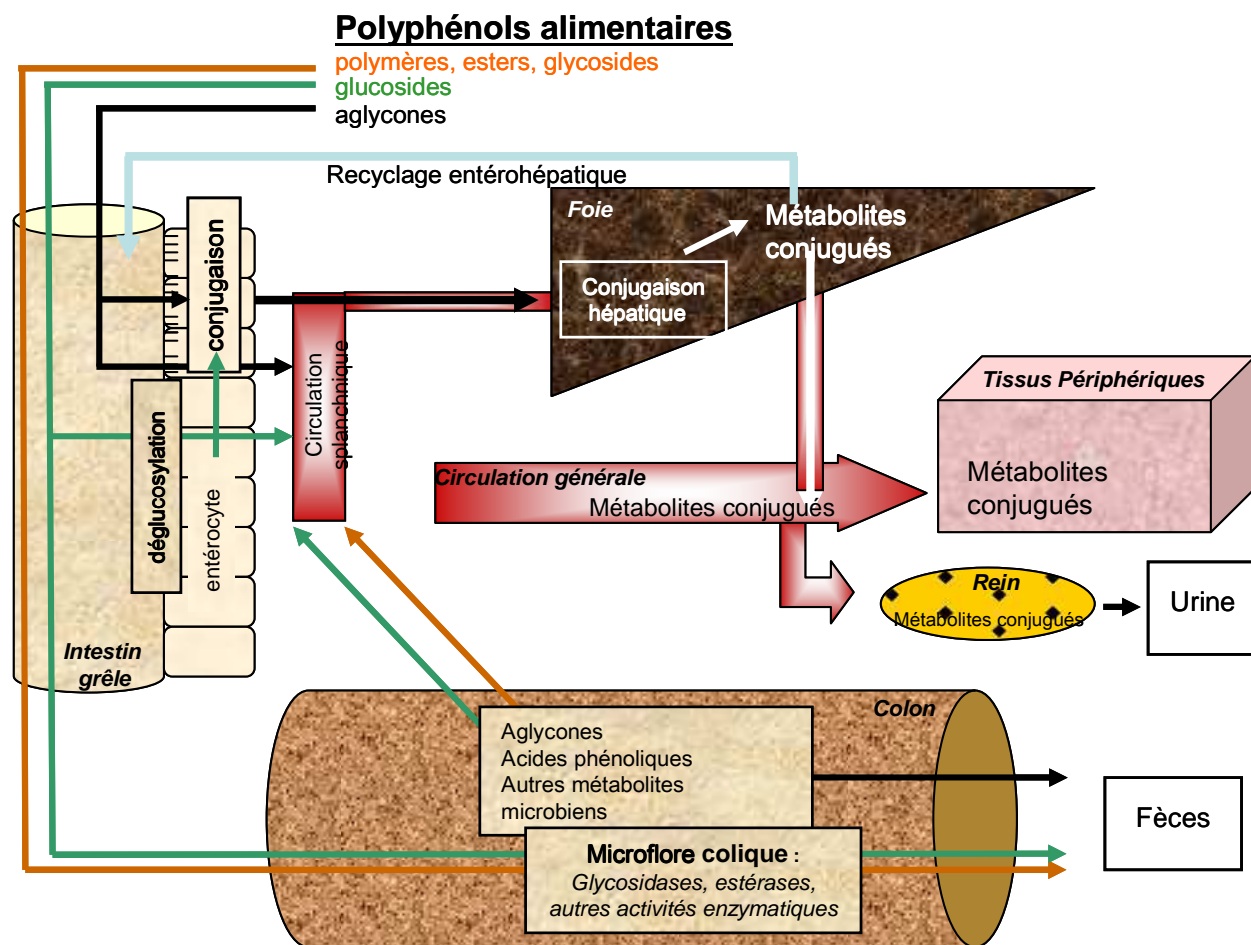 Polyphénols alimentaires
polymères, esters, glycosides
glucosides
aglycones
Recyclage entérohépatique
Foie
Métabolites
conjugués
Conjugaison
hépatique
conjugaison
Circulation
splanchnique
déglucosylation
entérocyte
Intestin
grêle
Tissus Périphériques
Métabolites
conjugués
Circulation générale
Métabolites conjugués
Rein
Métabolites conjugués
Urine
Colon
Aglycones
Acides phénoliques
Autres métabolites
microbiens
Microflore colique :
Glycosidases, estérases,
autres activités enzymatiques
Fèces